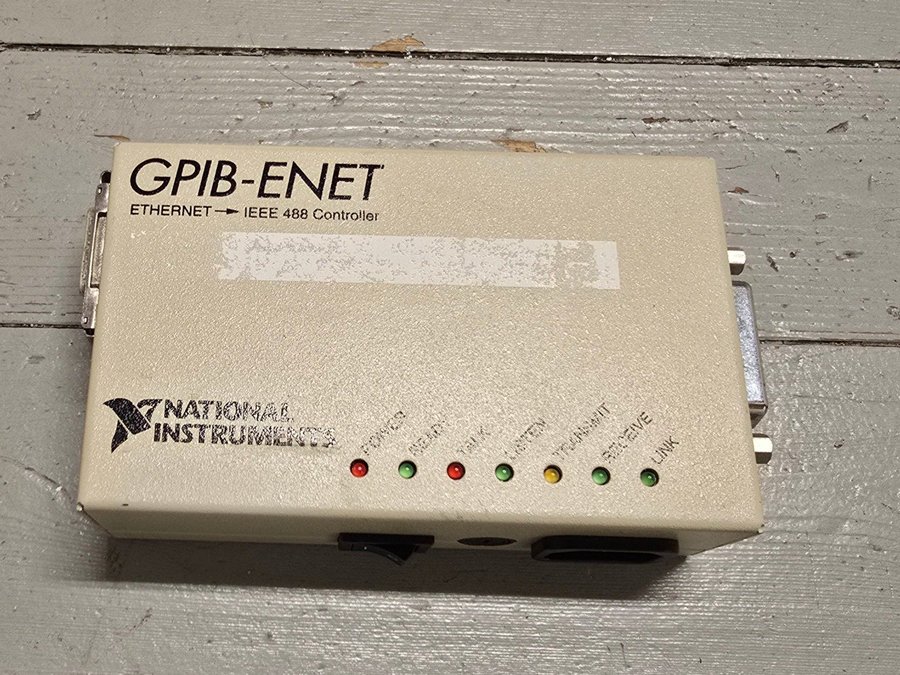 GPIB-ENET
ETHERNET → IEEE 488 Controller
NATIONAL
INSTRUMENTS
POWER
READY
TALK
LISTEN
TRANSMIT
RECEIVE
LINK